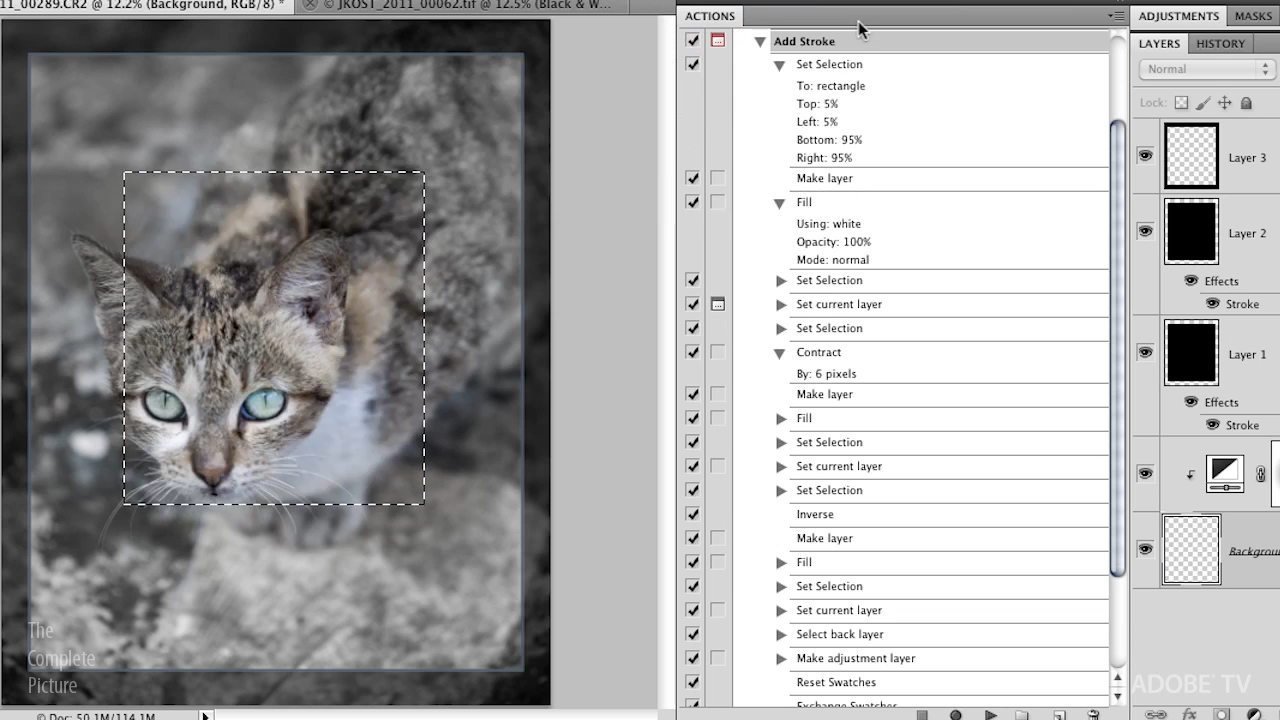 11_00289.CR2 @ 12.2% (Background, RGB/8) *
© JKOST_2011_00062.tif @ 12.5% (Black & W...
ACTIONS
Add Stroke
Set Selection
To: rectangle
Top: 5%
Left: 5%
Bottom: 95%
Right: 95%
Make layer
Fill
Using: white
Opacity: 100%
Mode: normal
Set Selection
Set current layer
Set Selection
Contract
By: 6 pixels
Make layer
Fill
Set Selection
Set current layer
Set Selection
Inverse
Make layer
Fill
Set Selection
Set current layer
Select back layer
Make adjustment layer
Reset Swatches
Exchange Swatches
ADJUSTMENTS
MASKS
LAYERS
HISTORY
Normal
Lock:
Layer 3
Layer 2
Effects
Stroke
Layer 1
Effects
Stroke
Backgrou
The
Complete
Picture
ADOBE® TV
© Doc: 50.1M/114.1M
fx